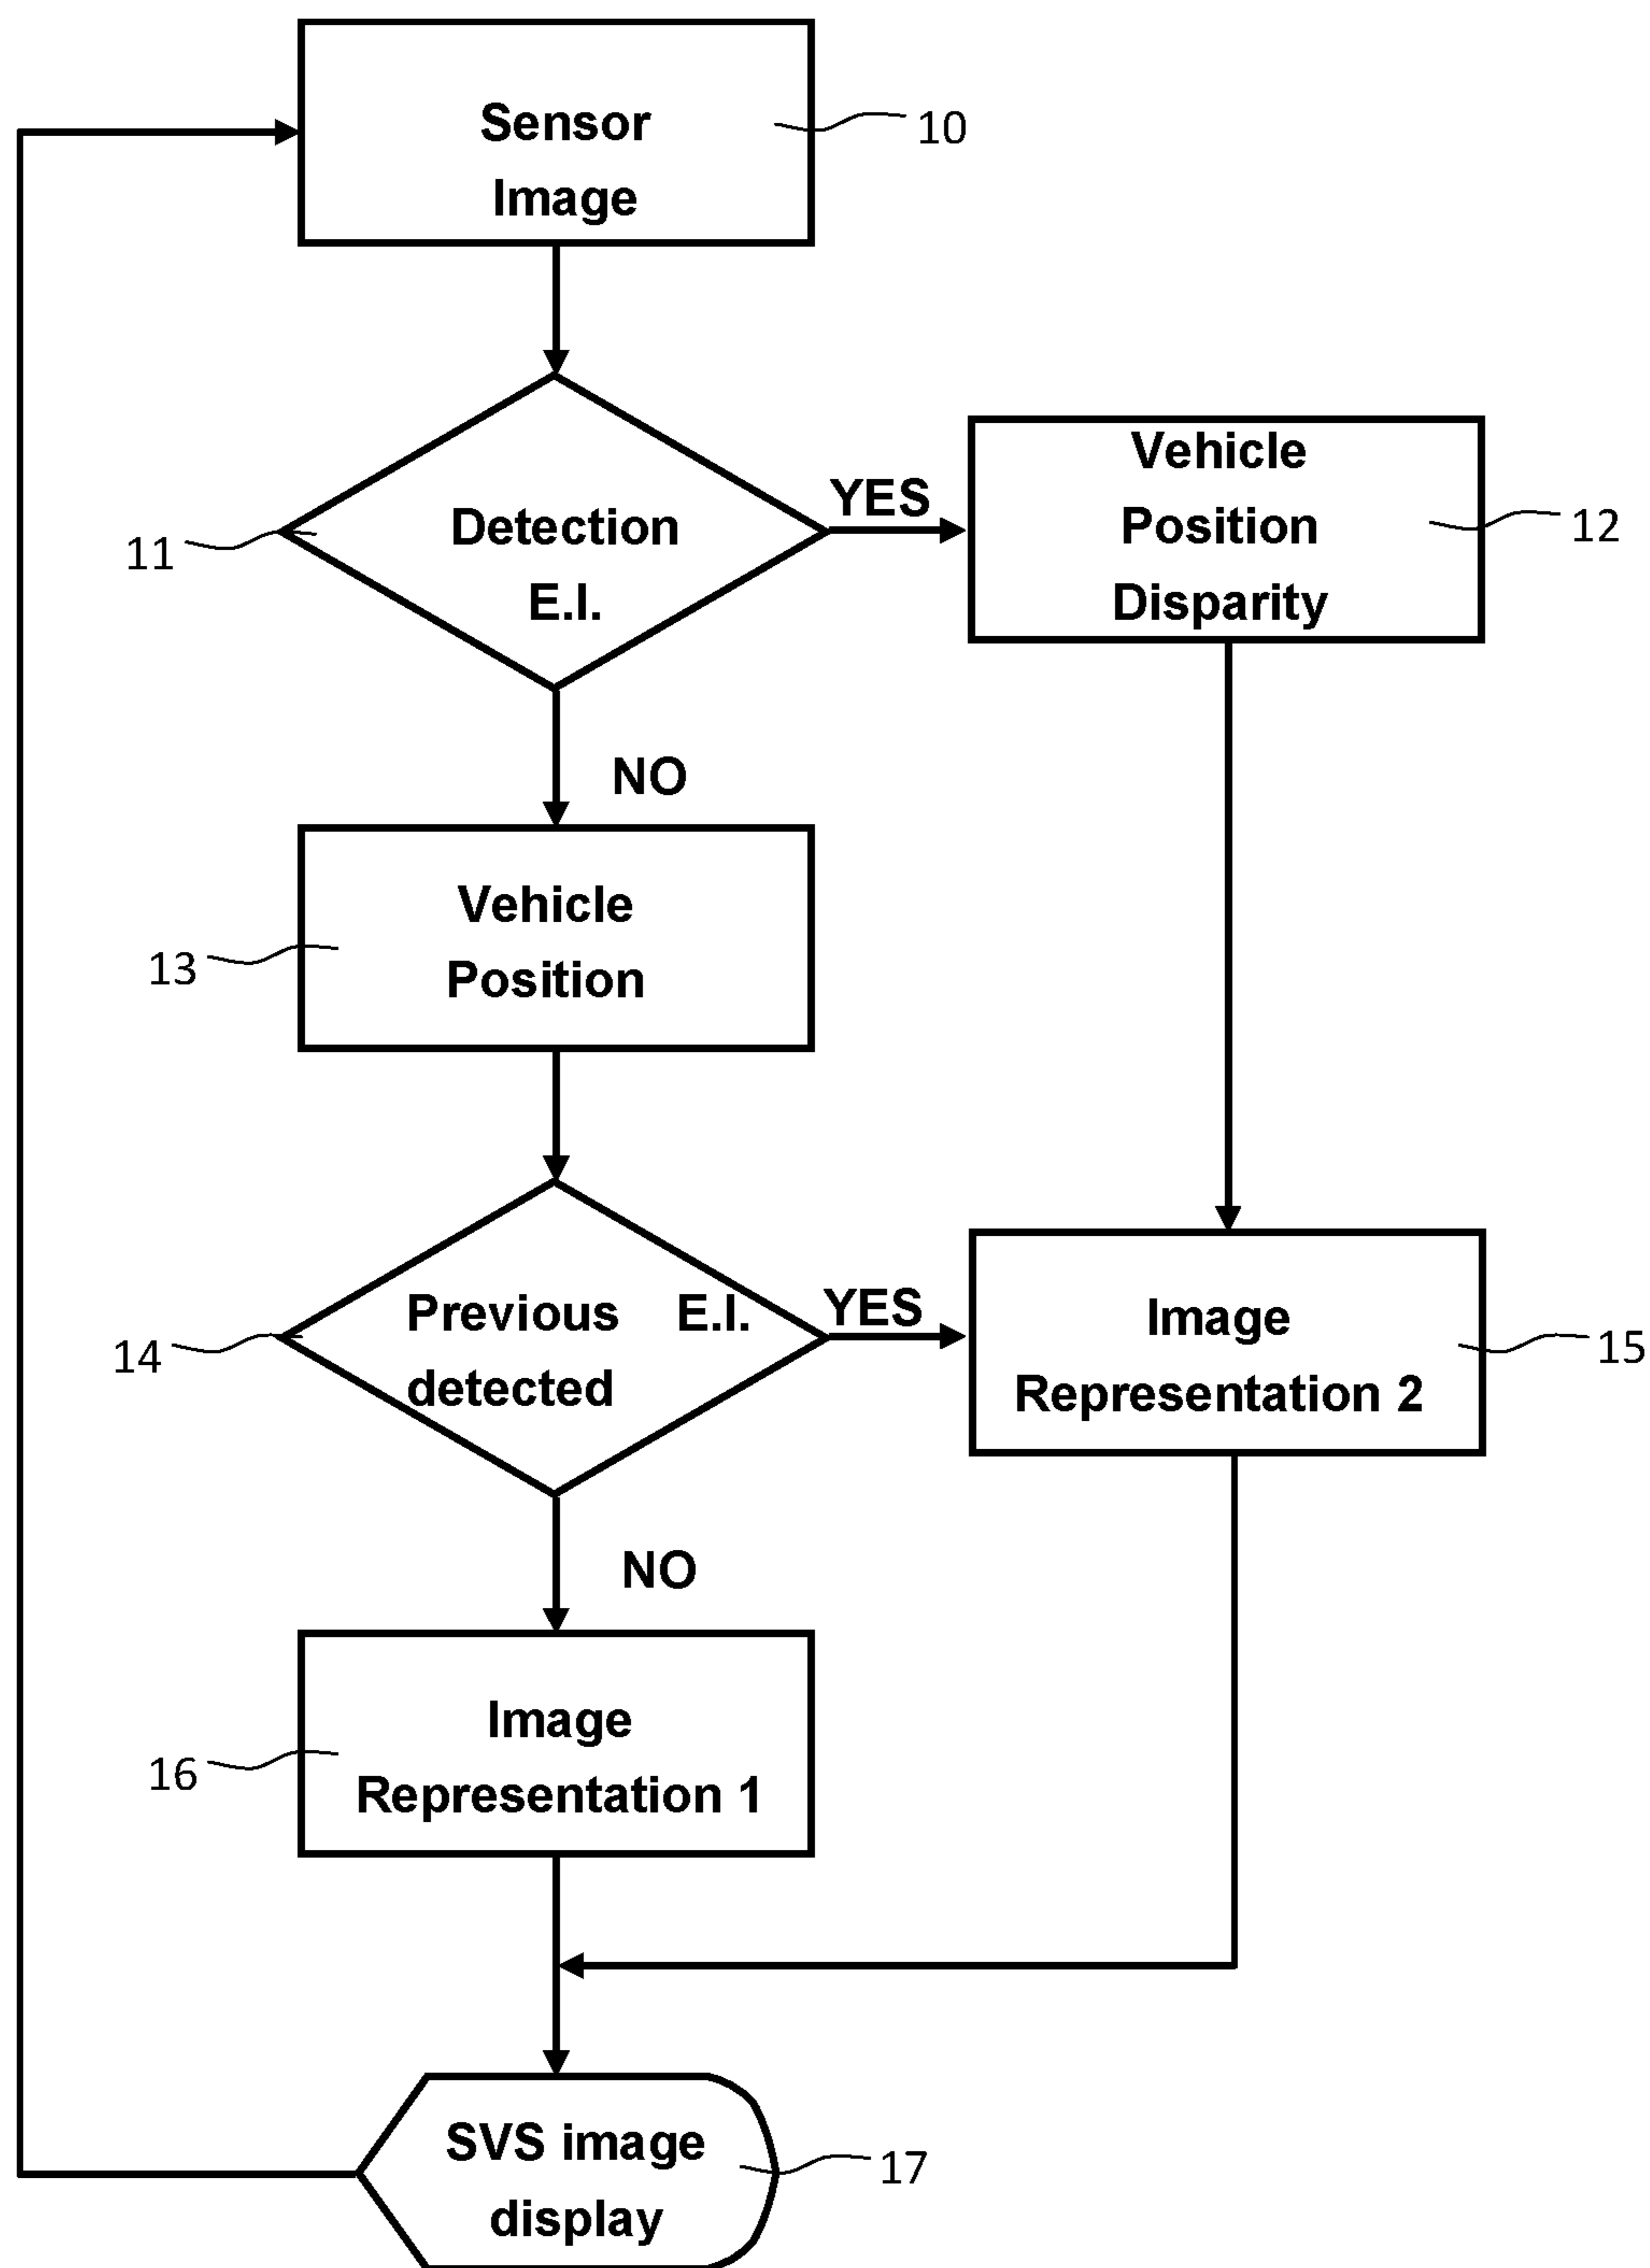 Sensor
Image
10
Detection
E.I.
11
YES
Vehicle
Position
Disparity
12
NO
Vehicle
Position
13
Previous E.I.
detected
14
YES
Image
Representation 2
15
NO
Image
Representation 1
16
SVS image
display
17